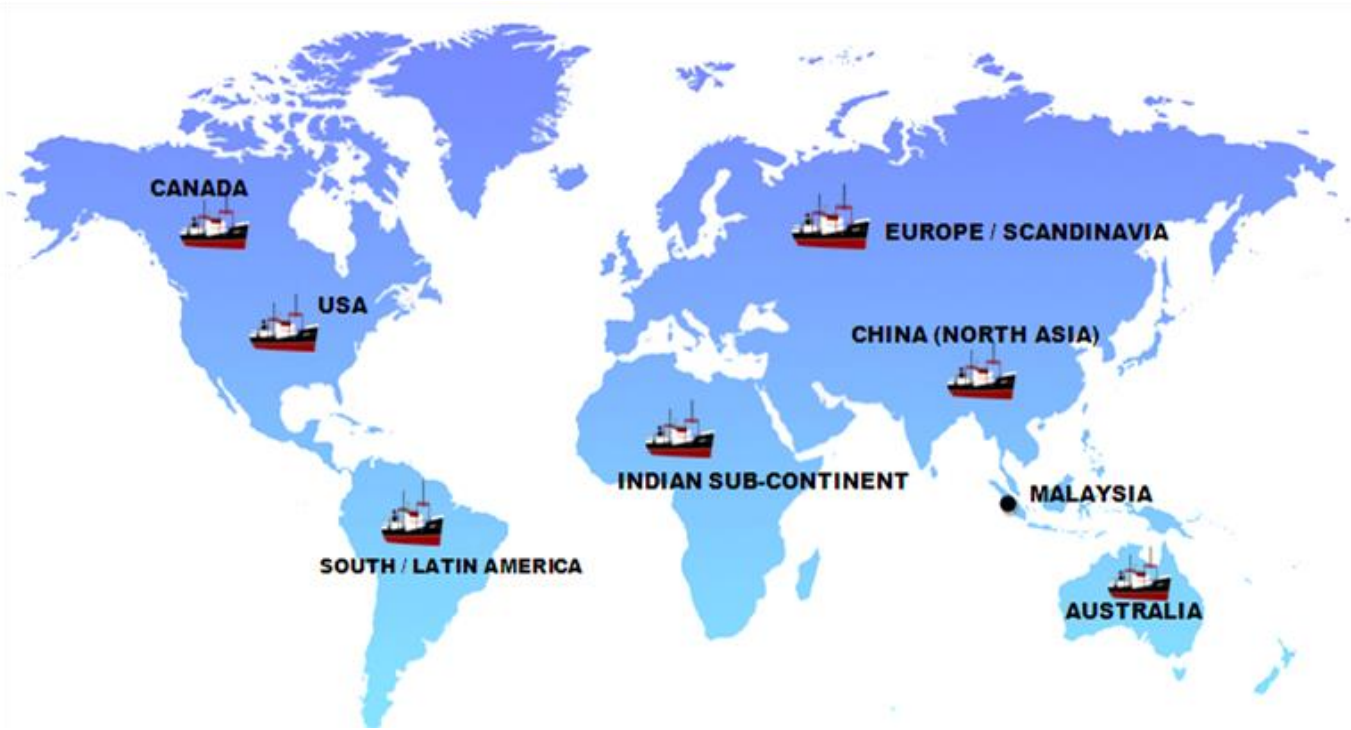 CANADA
EUROPE / SCANDINAVIA
USA
CHINA (NORTH ASIA)
INDIAN SUB-CONTINENT
MALAYSIA
SOUTH / LATIN AMERICA
AUSTRALIA